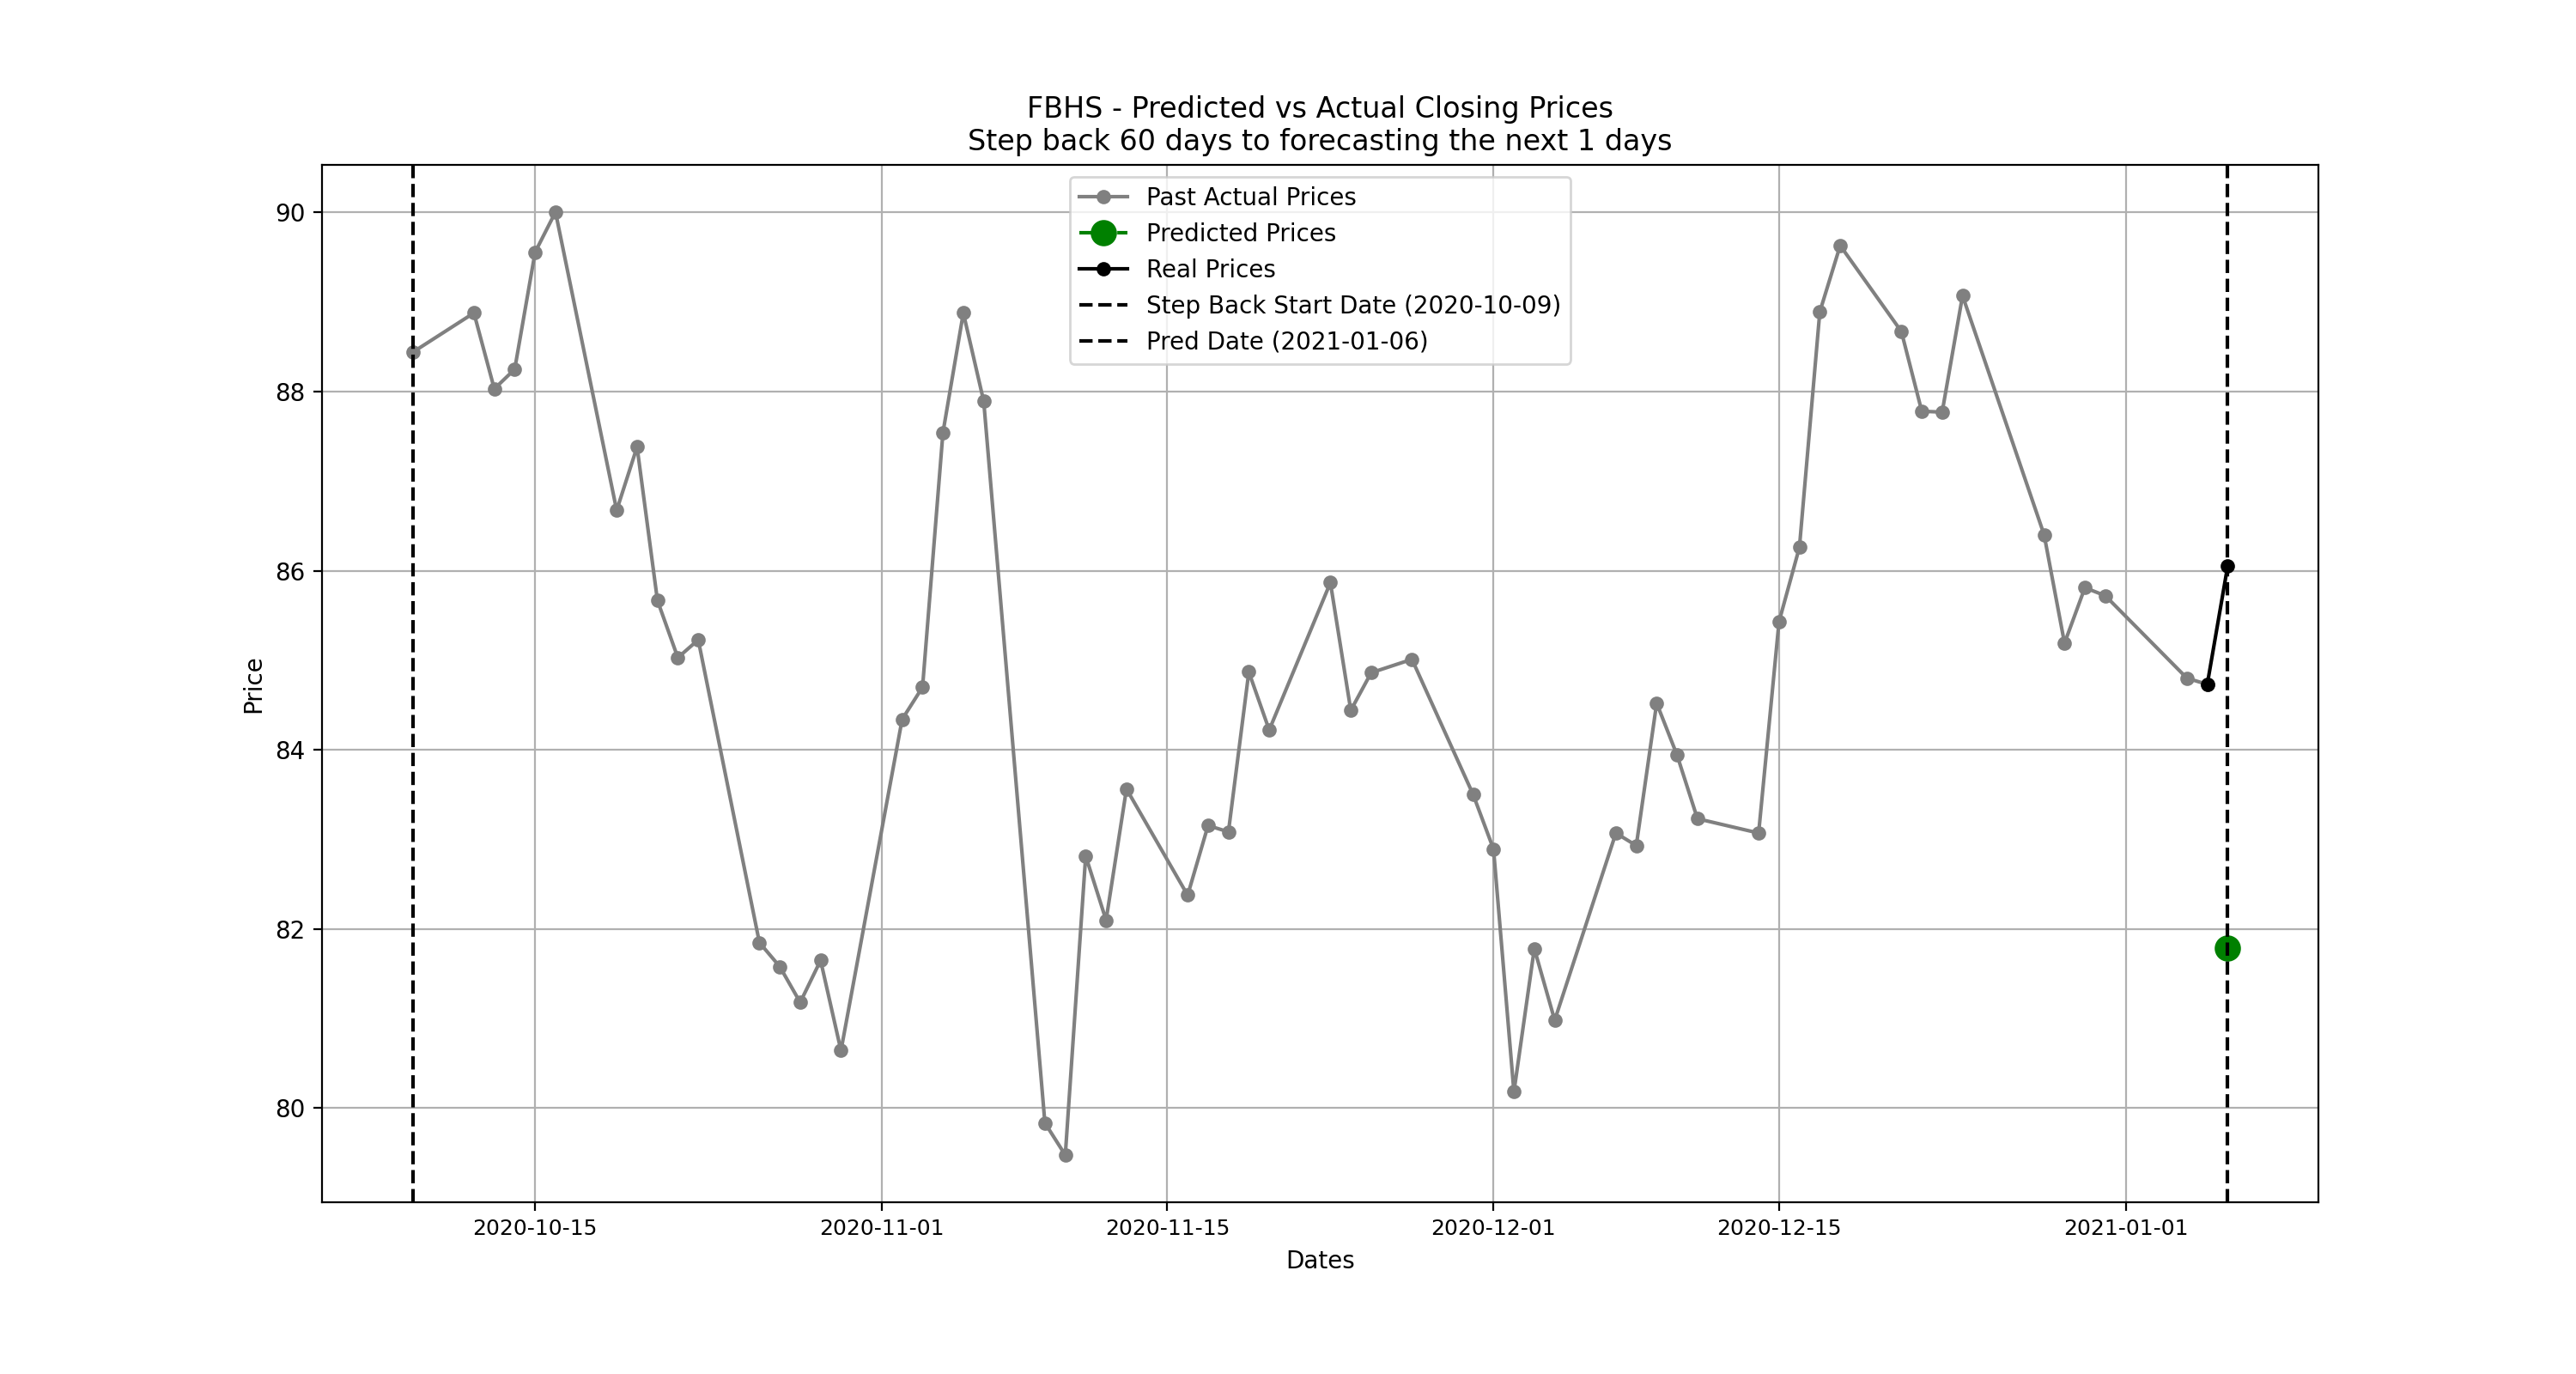 FBHS - Predicted vs Actual Closing Prices
Step back 60 days to forecasting the next 1 days
Past Actual Prices
Predicted Prices
Real Prices
Step Back Start Date (2020-10-09)
Pred Date (2021-01-06)
90
88
86
84
82
80
Price
2020-10-15
2020-11-01
2020-11-15
2020-12-01
2020-12-15
2021-01-01
Dates